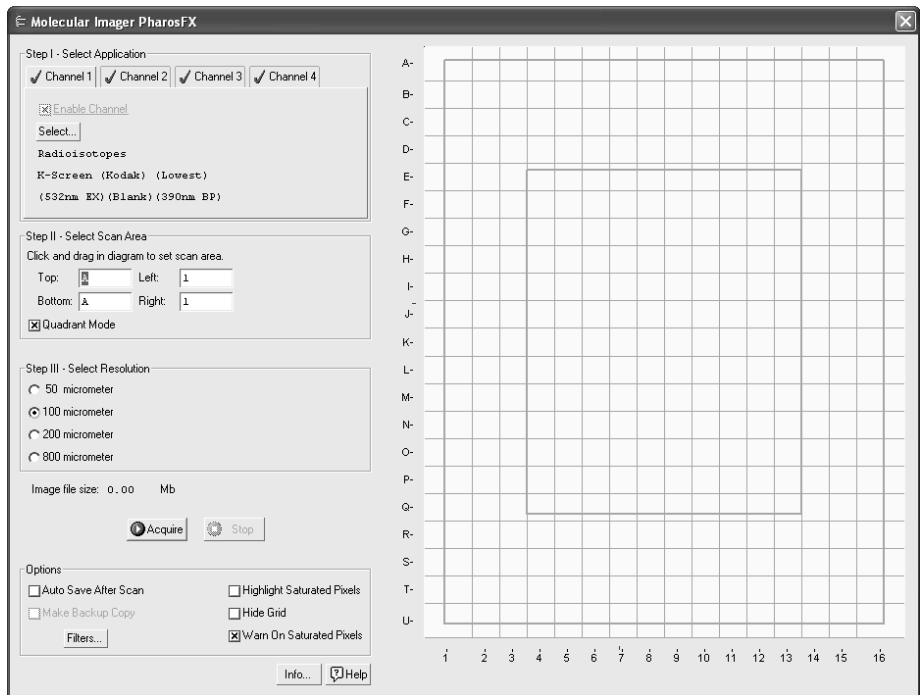 Molecular Imager PharosFX
Step I - Select Application
Channel 1 Channel 2 Channel 3 Channel 4
Enable Channel
Select...
Radioisotopes
K-Screen (Kodak) (Lowest)
(532nm EX)(Blank)(390nm BP)
Step II - Select Scan Area
Click and drag in diagram to set scan area.
Top: A Left: 1
Bottom: A Right: 1
Quadrant Mode
Step III - Select Resolution
50 micrometer
100 micrometer
200 micrometer
800 micrometer
Image file size: 0.00 Mb
Acquire Stop
Options
Auto Save After Scan
Make Backup Copy
Filters...
Highlight Saturated Pixels
Hide Grid
Warn On Saturated Pixels
Info... Help
A-
B-
C-
D-
E-
F-
G-
H-
I-
J-
K-
L-
M-
N-
O-
P-
Q-
R-
S-
T-
U-
1 2 3 4 5 6 7 8 9 10 11 12 13 14 15 16